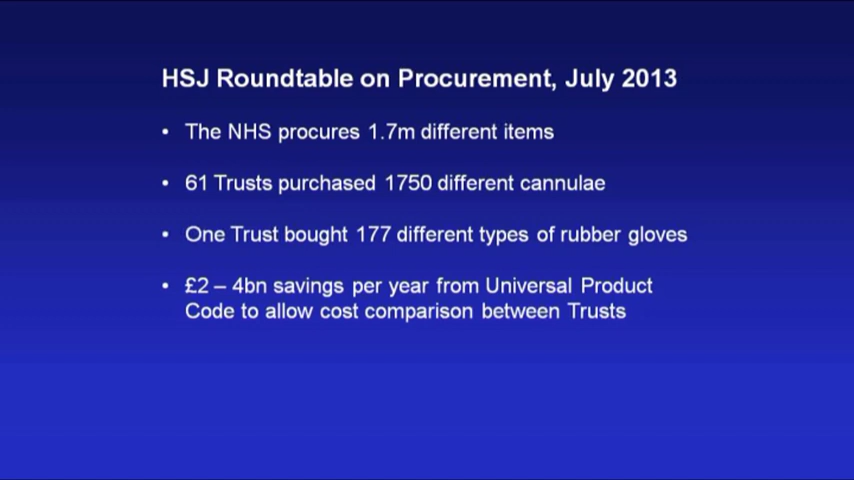 HSJ Roundtable on Procurement, July 2013
• The NHS procures 1.7m different items
• 61 Trusts purchased 1750 different cannulae
• One Trust bought 177 different types of rubber gloves
• £2 – 4bn savings per year from Universal Product
Code to allow cost comparison between Trusts